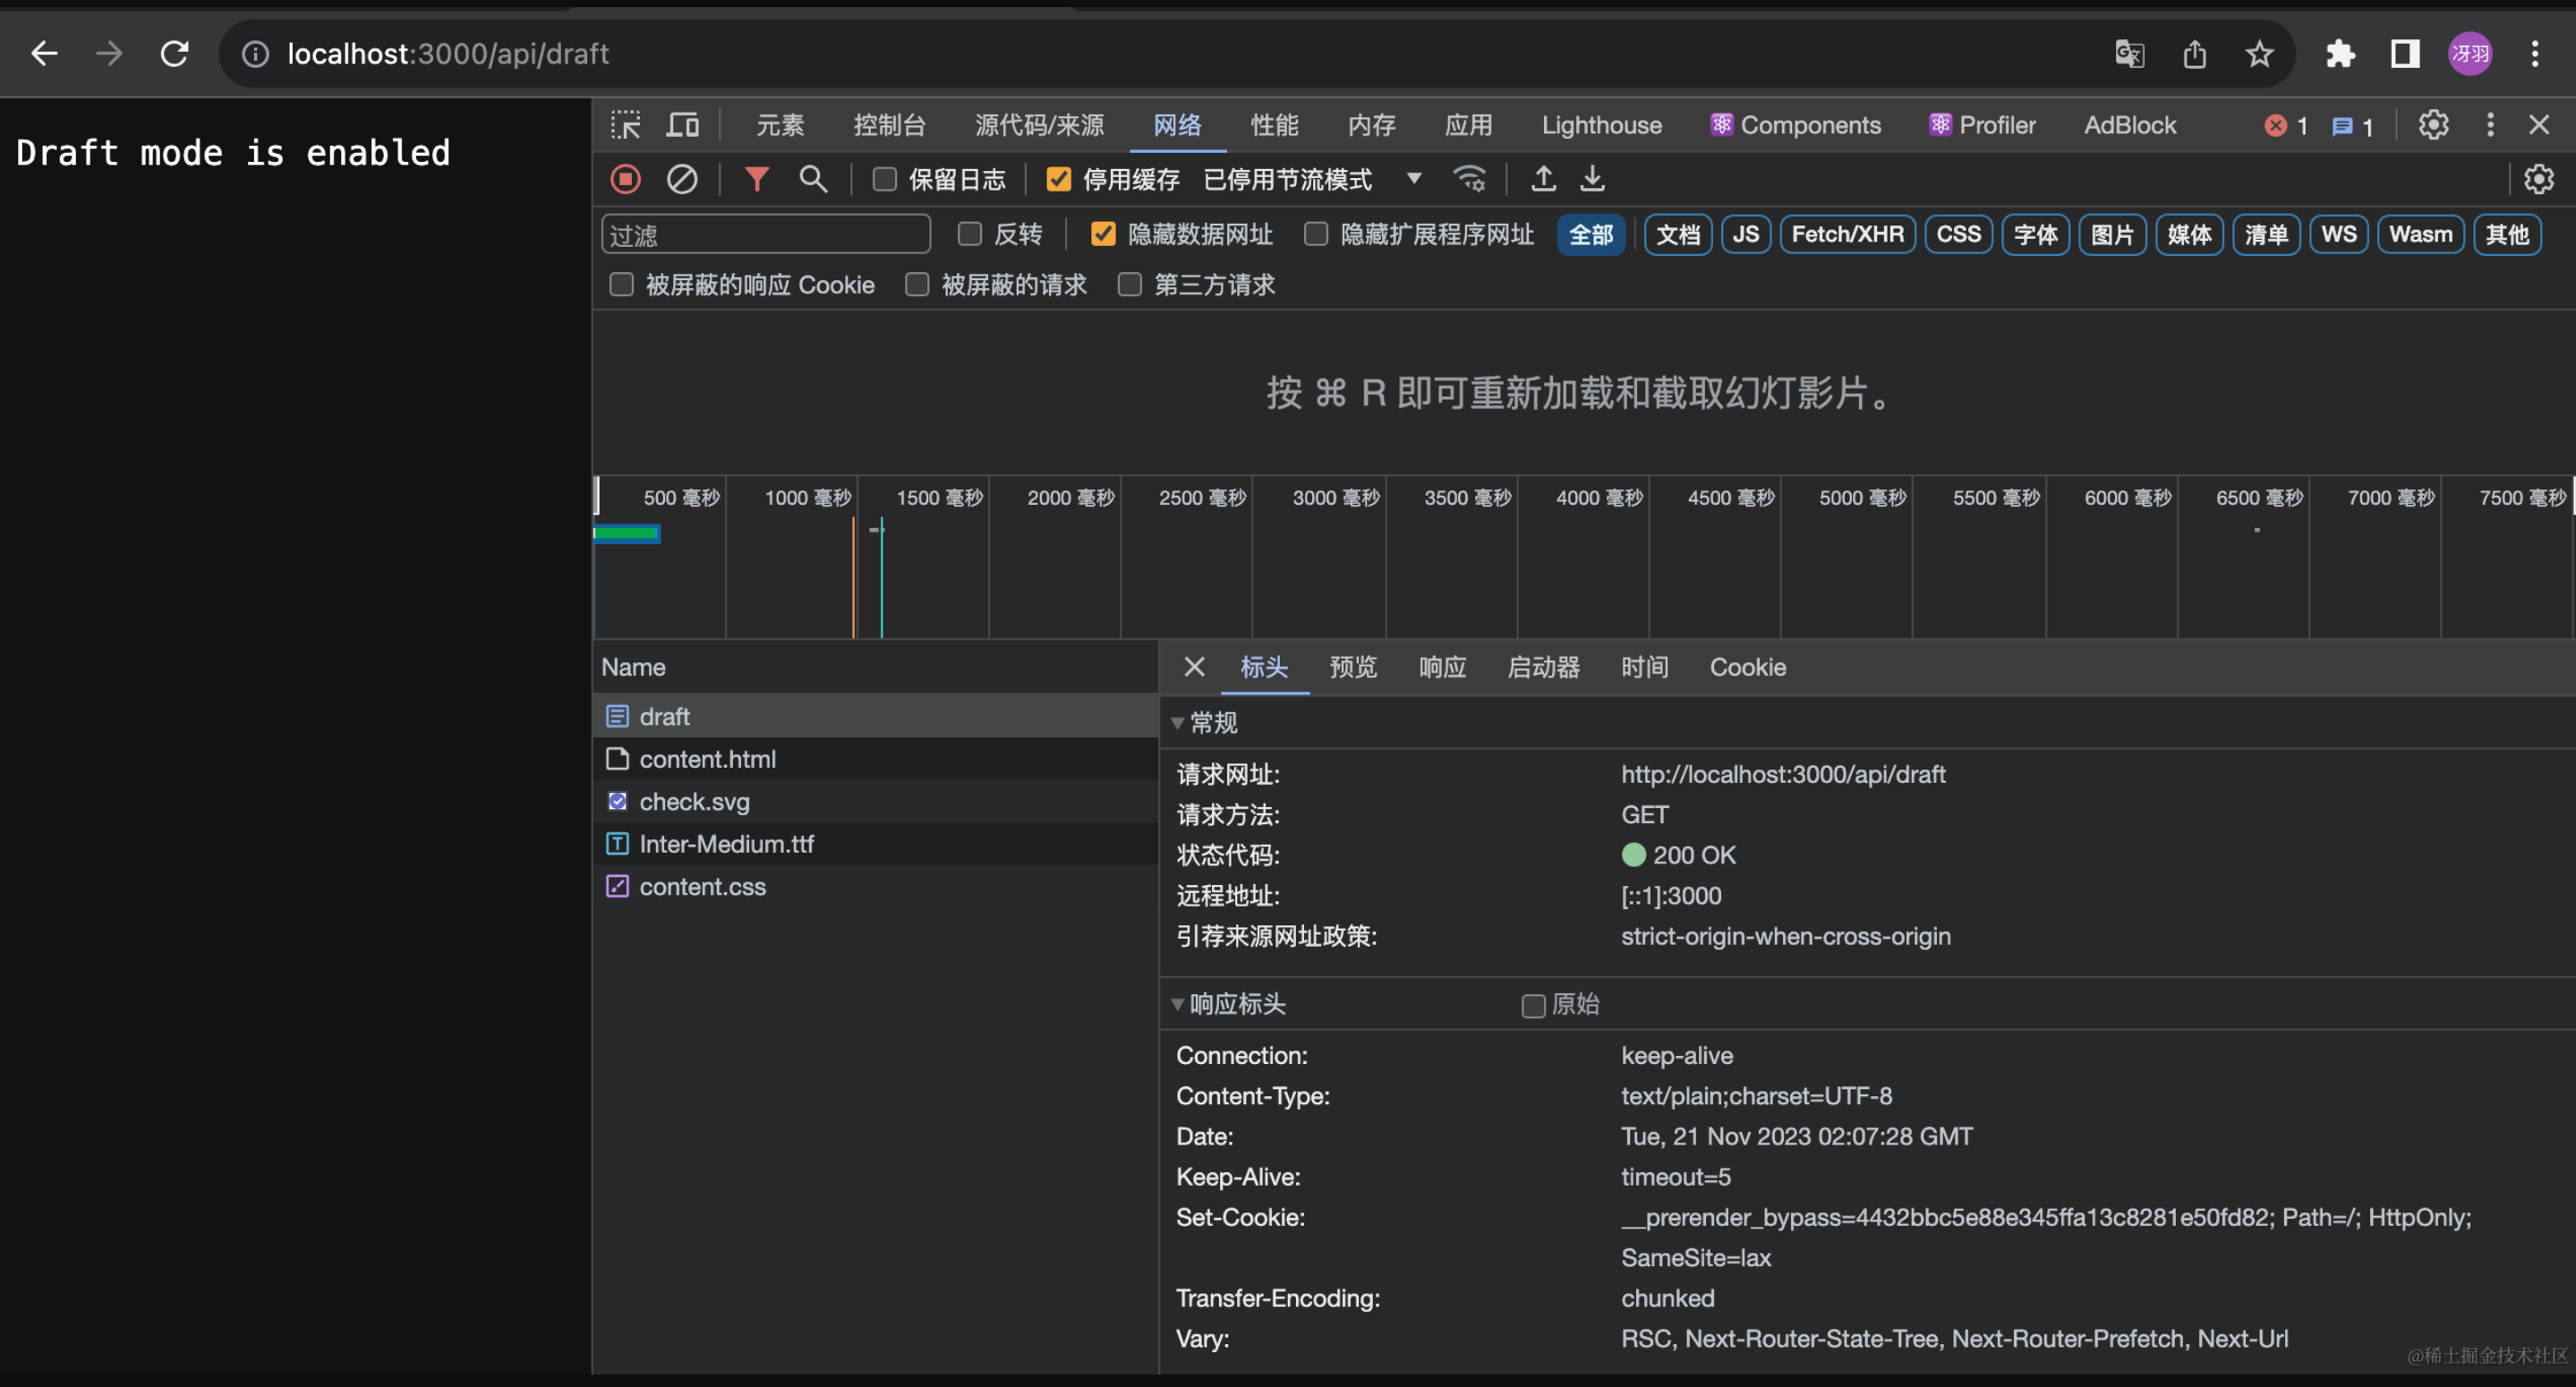 localhost:3000/api/draft
冴羽
Draft mode is enabled
元素 控制台 源代码/来源 网络 性能 内存 应用 Lighthouse Components Profiler AdBlock 1 1
保留日志 停用缓存 已停用节流模式
过滤 反转 隐藏数据网址 隐藏扩展程序网址 全部 文档 JS Fetch/XHR CSS 字体 图片 媒体 清单 WS Wasm 其他
被屏蔽的响应 Cookie 被屏蔽的请求 第三方请求
按 ⌘ R 即可重新加载和截取幻灯影片。
500 毫秒 1000 毫秒 1500 毫秒 2000 毫秒 2500 毫秒 3000 毫秒 3500 毫秒 4000 毫秒 4500 毫秒 5000 毫秒 5500 毫秒 6000 毫秒 6500 毫秒 7000 毫秒 7500 毫秒
Name
draft
content.html
check.svg
Inter-Medium.ttf
content.css
标头 预览 响应 启动器 时间 Cookie
常规
请求网址: http://localhost:3000/api/draft
请求方法: GET
状态代码: 200 OK
远程地址: [::1]:3000
引荐来源网址政策: strict-origin-when-cross-origin
响应标头 原始
Connection: keep-alive
Content-Type: text/plain;charset=UTF-8
Date: Tue, 21 Nov 2023 02:07:28 GMT
Keep-Alive: timeout=5
Set-Cookie: __prerender_bypass=4432bbc5e88e345ffa13c8281e50fd82; Path=/; HttpOnly;
SameSite=lax
Transfer-Encoding: chunked
Vary: RSC, Next-Router-State-Tree, Next-Router-Prefetch, Next-Url
@稀土掘金技术社区